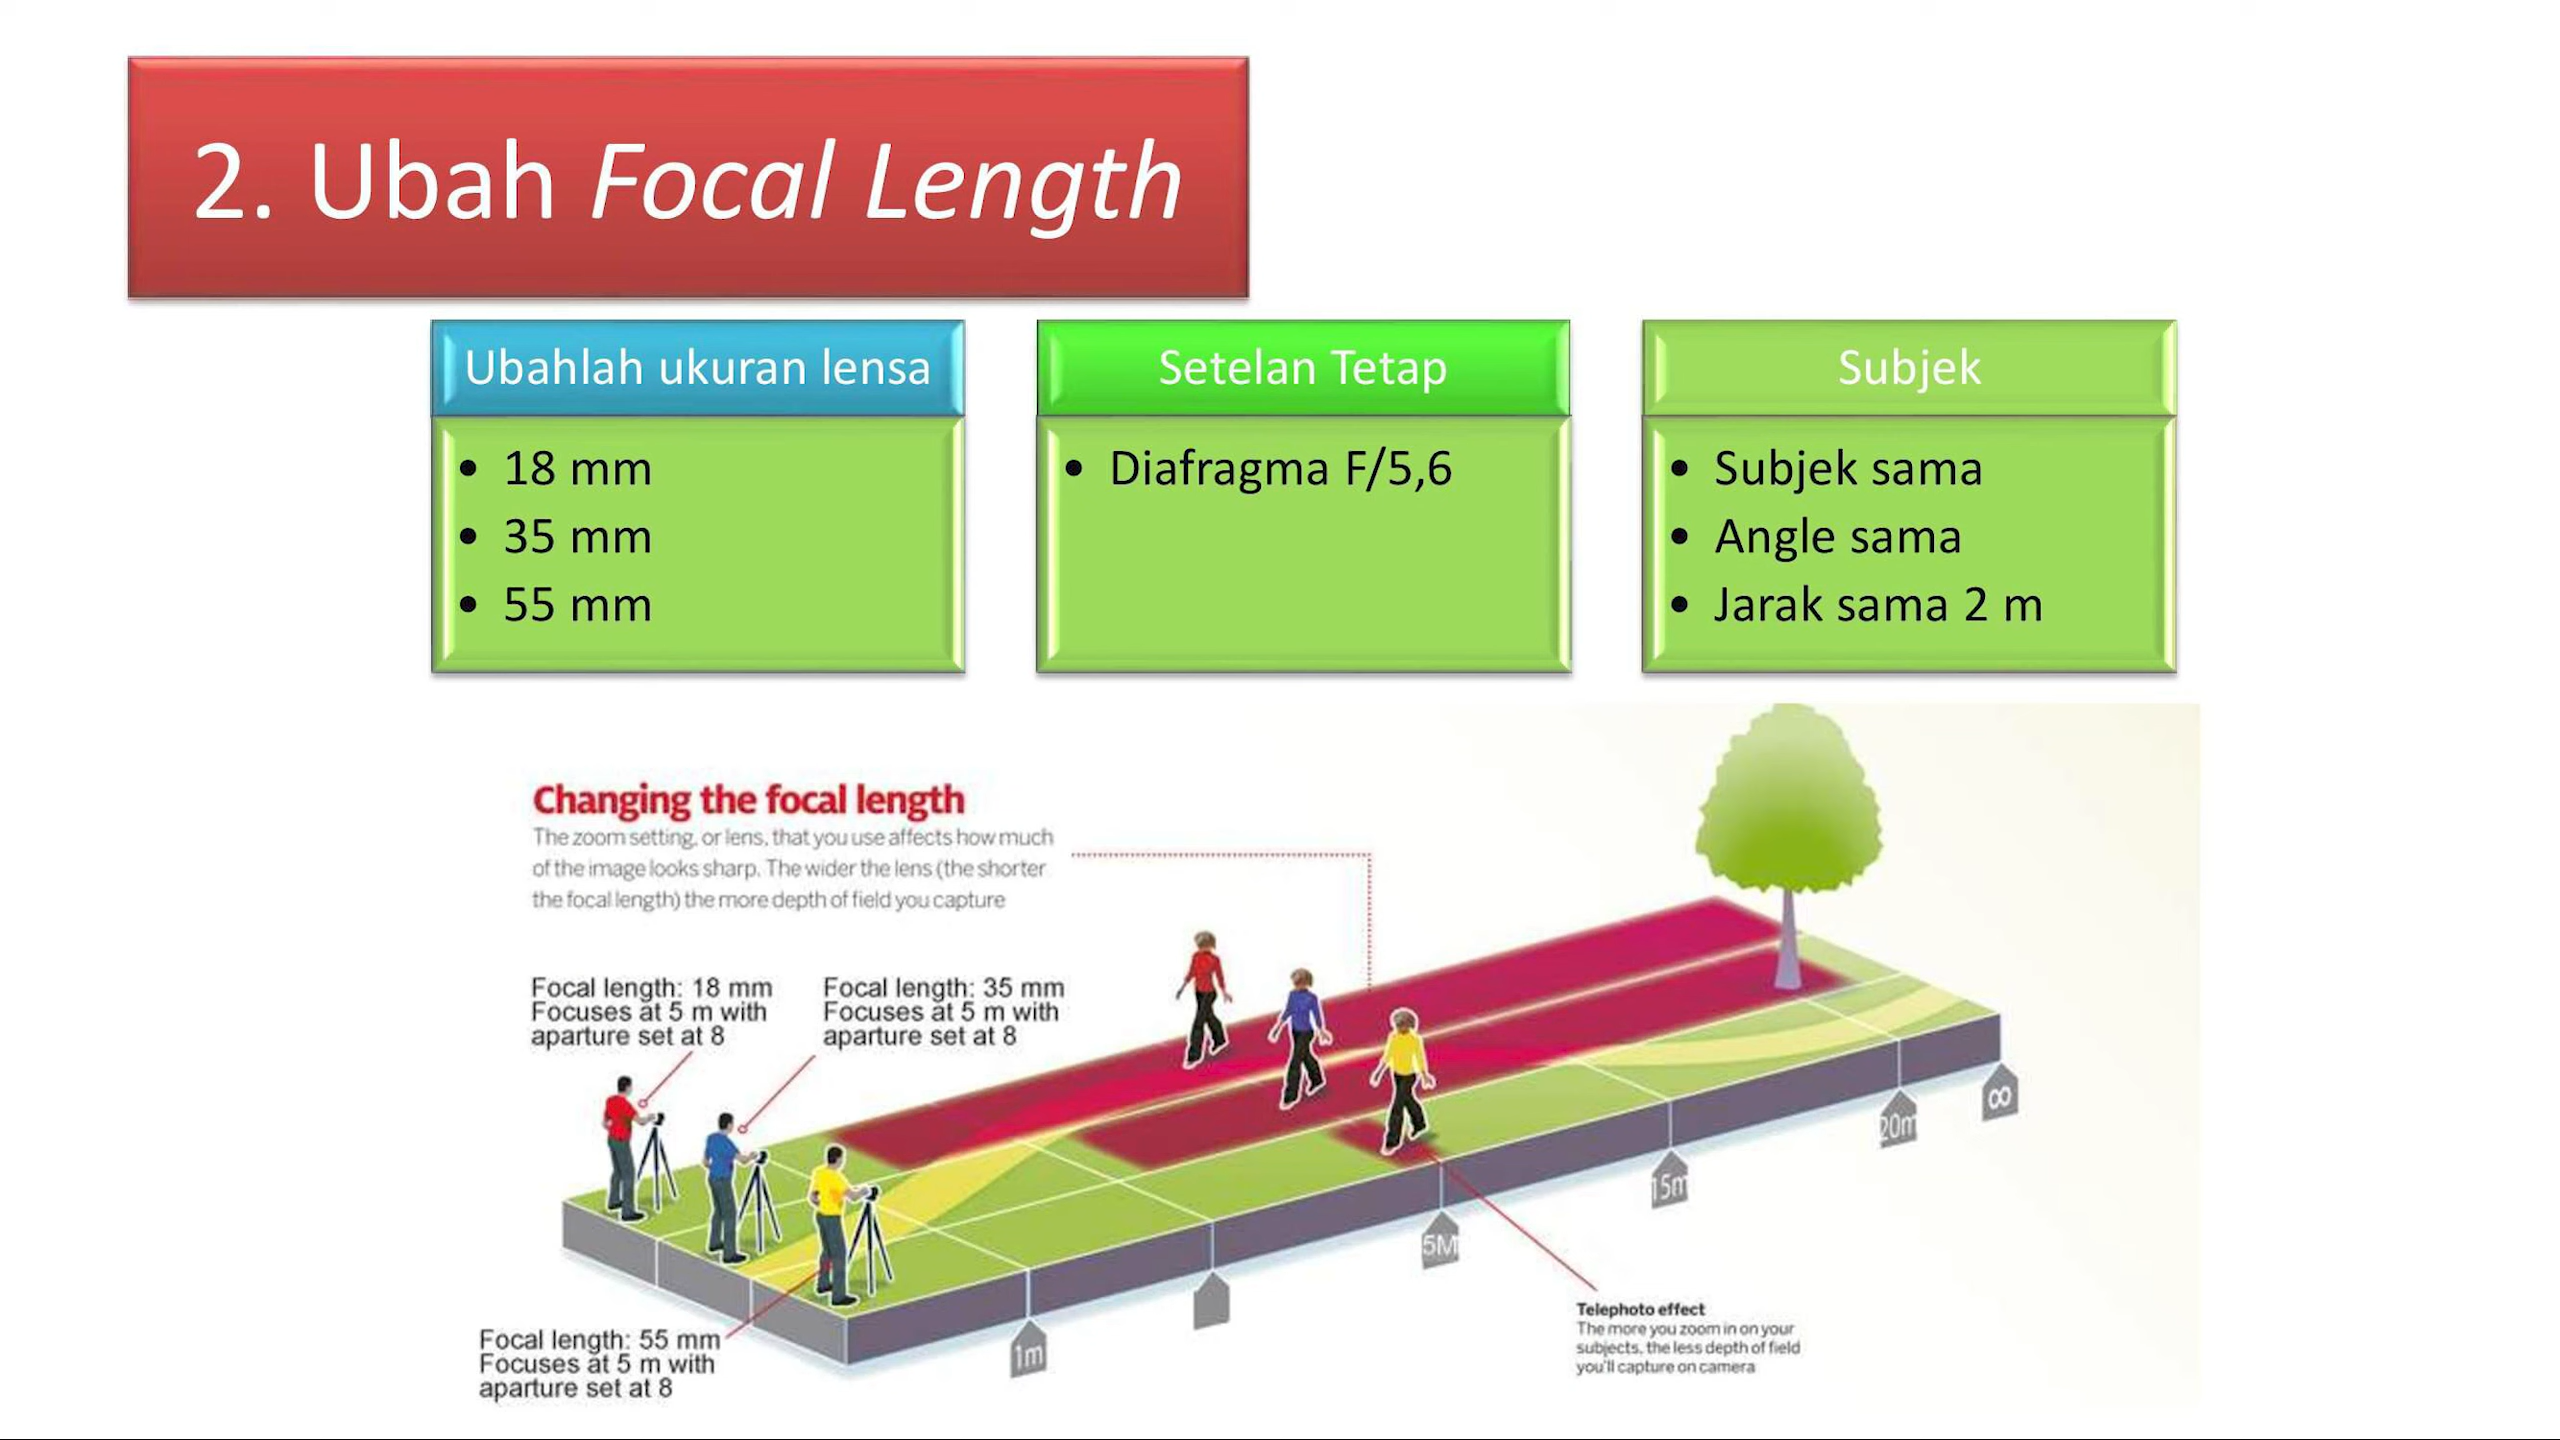 2. Ubah Focal Length
Ubahlah ukuran lensa
• 18 mm
• 35 mm
• 55 mm
Setelan Tetap
• Diafragma F/5,6
Subjek
• Subjek sama
• Angle sama
• Jarak sama 2 m
Changing the focal length
The zoom setting, or lens, that you use affects how much
of the image looks sharp. The wider the lens (the shorter
the focal length) the more depth of field you capture
Focal length: 18 mm
Focuses at 5 m with
aparture set at 8
Focal length: 35 mm
Focuses at 5 m with
aparture set at 8
Focal length: 55 mm
Focuses at 5 m with
aparture set at 8
1m
5M
15m
20m
∞
Telephoto effect
The more you zoom in on your
subjects, the less depth of field
you'll capture on camera